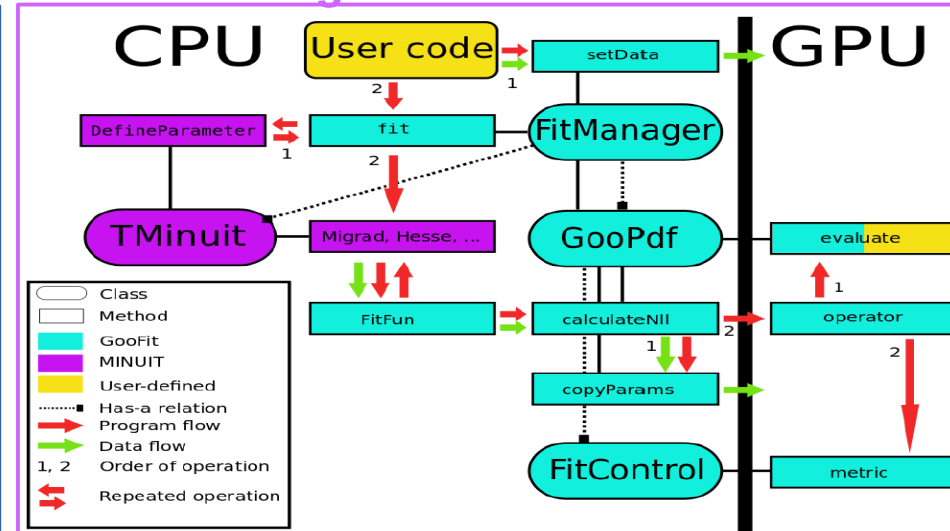 CPU
User code
setData
GPU
2
1
DefineParameter
fit
FitManager
1
2
TMinuit
Migrad, Hesse, ...
GooPdf
evaluate
1
Class
Method
GooFit
MINUIT
User-defined
Has-a relation
Program flow
Data flow
1, 2 Order of operation
Repeated operation
FitFun
calculateNll
2
operator
1
2
copyParams
FitControl
metric